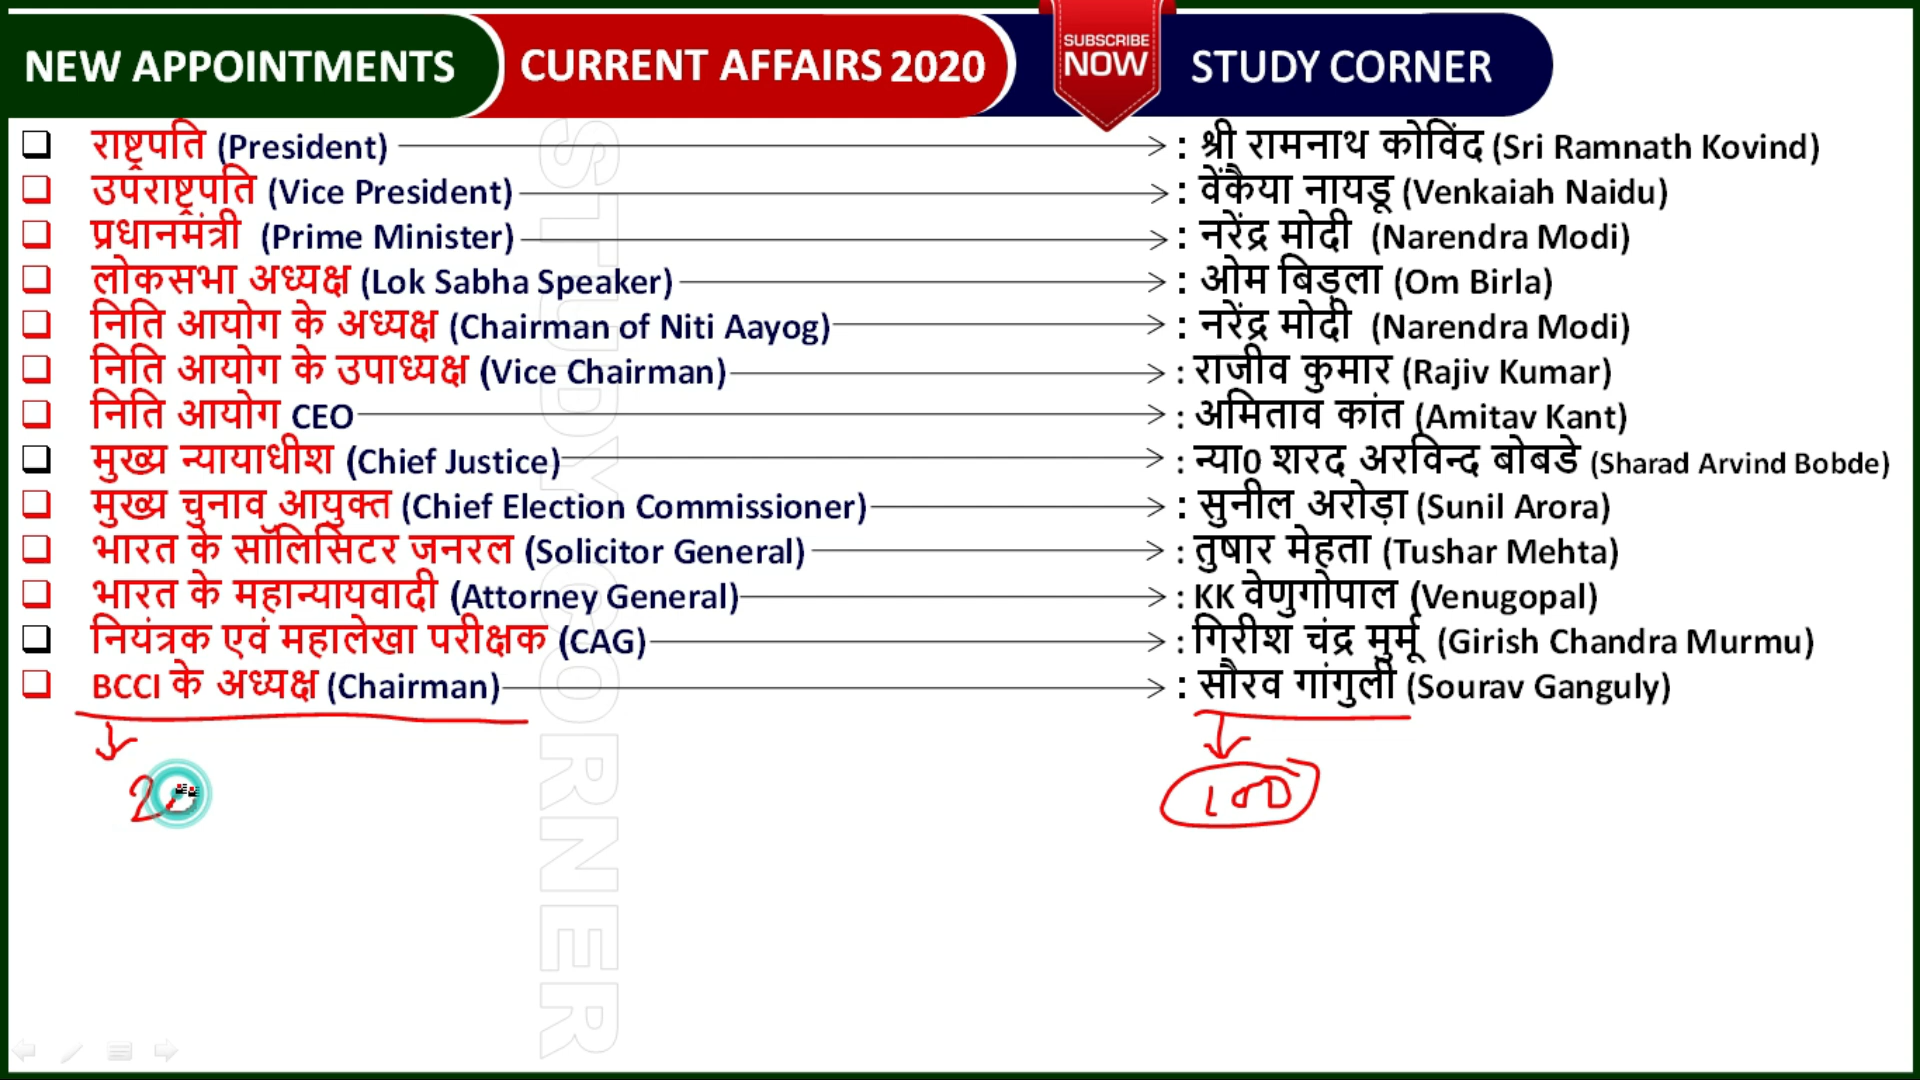 NEW APPOINTMENTS CURRENT AFFAIRS 2020 SUBSCRIBE NOW STUDY CORNER
राष्ट्रपति (President) : श्री रामनाथ कोविंद (Sri Ramnath Kovind)
उपराष्ट्रपति (Vice President) : वेंकैया नायडू (Venkaiah Naidu)
प्रधानमंत्री (Prime Minister) : नरेंद्र मोदी (Narendra Modi)
लोकसभा अध्यक्ष (Lok Sabha Speaker) : ओम बिड़ला (Om Birla)
निति आयोग के अध्यक्ष (Chairman of Niti Aayog) : नरेंद्र मोदी (Narendra Modi)
निति आयोग के उपाध्यक्ष (Vice Chairman) : राजीव कुमार (Rajiv Kumar)
निति आयोग CEO : अमिताव कांत (Amitav Kant)
मुख्य न्यायाधीश (Chief Justice) : न्या0 शरद अरविन्द बोबडे (Sharad Arvind Bobde)
मुख्य चुनाव आयुक्त (Chief Election Commissioner) : सुनील अरोड़ा (Sunil Arora)
भारत के सॉलिसिटर जनरल (Solicitor General) : तुषार मेहता (Tushar Mehta)
भारत के महान्यायवादी (Attorney General) : KK वेणुगोपाल (Venugopal)
नियंत्रक एवं महालेखा परीक्षक (CAG) : गिरीश चंद्र मुर्मू (Girish Chandra Murmu)
BCCI के अध्यक्ष (Chairman) : सौरव गांगुली (Sourav Ganguly)
2 100
STUDY CORNER